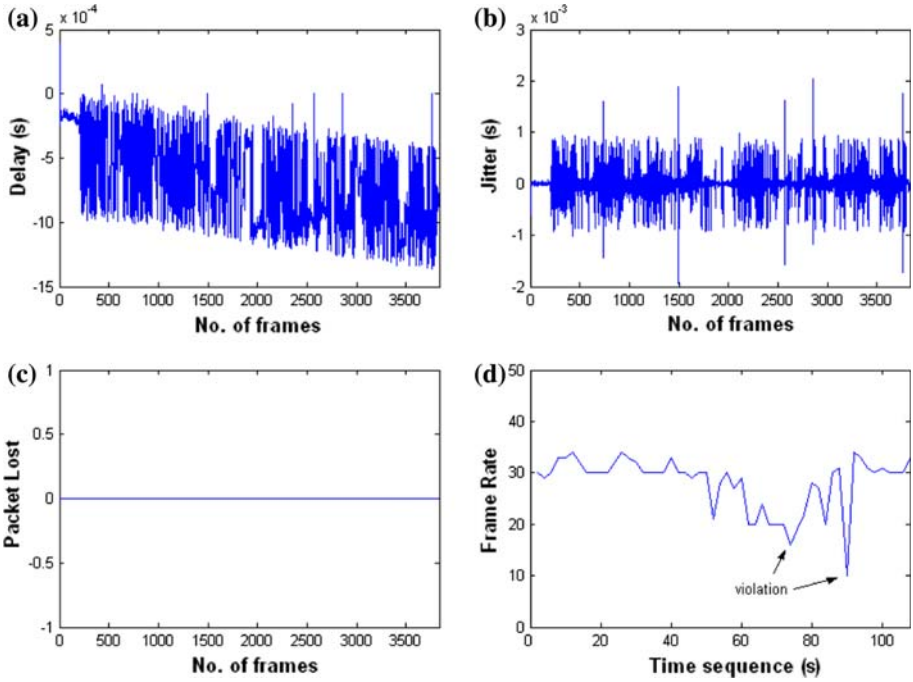 (a)
x 10-4
5
0
-5
-10
-15
Delay (s)
0 500 1000 1500 2000 2500 3000 3500
No. of frames
(b)
x 10-3
3
2
1
0
-1
-2
Jitter (s)
0 500 1000 1500 2000 2500 3000 3500
No. of frames
(c)
1
0.5
0
-0.5
-1
Packet Lost
0 500 1000 1500 2000 2500 3000 3500
No. of frames
(d)
50
40
30
20
10
0
Frame Rate
violation
0 20 40 60 80 100
Time sequence (s)